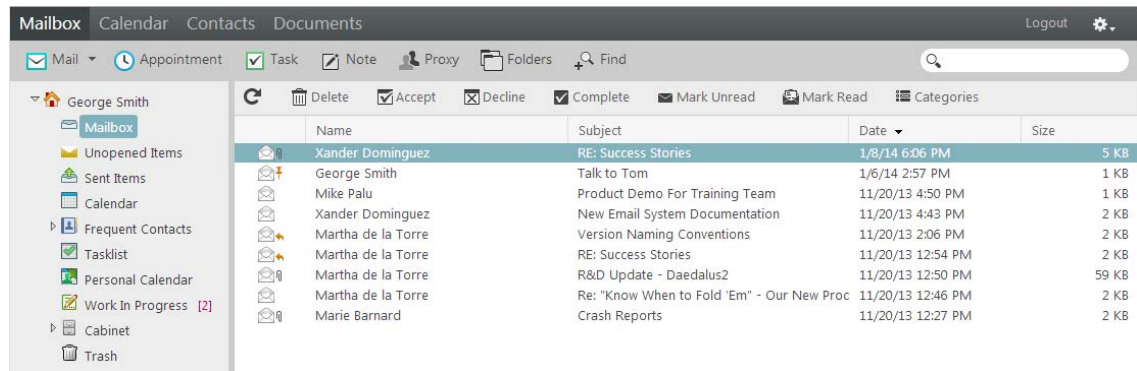 Mailbox Calendar Contacts Documents Logout
Mail Appointment Task Note Proxy Folders Find
George Smith
Mailbox
Unopened Items
Sent Items
Calendar
Frequent Contacts
Tasklist
Personal Calendar
Work In Progress [2]
Cabinet
Trash
Delete Accept Decline Complete Mark Unread Mark Read Categories
Name Subject Date Size
Xander Dominguez RE: Success Stories 1/8/14 6:06 PM 5 KB
George Smith Talk to Tom 1/6/14 2:57 PM 1 KB
Mike Palu Product Demo For Training Team 11/20/13 4:50 PM 1 KB
Xander Dominguez New Email System Documentation 11/20/13 4:43 PM 2 KB
Martha de la Torre Version Naming Conventions 11/20/13 2:06 PM 2 KB
Martha de la Torre RE: Success Stories 11/20/13 12:54 PM 2 KB
Martha de la Torre R&D Update - Daedalus2 11/20/13 12:50 PM 59 KB
Martha de la Torre Re: "Know When to Fold 'Em" - Our New Proc 11/20/13 12:46 PM 2 KB
Marie Barnard Crash Reports 11/20/13 12:27 PM 2 KB